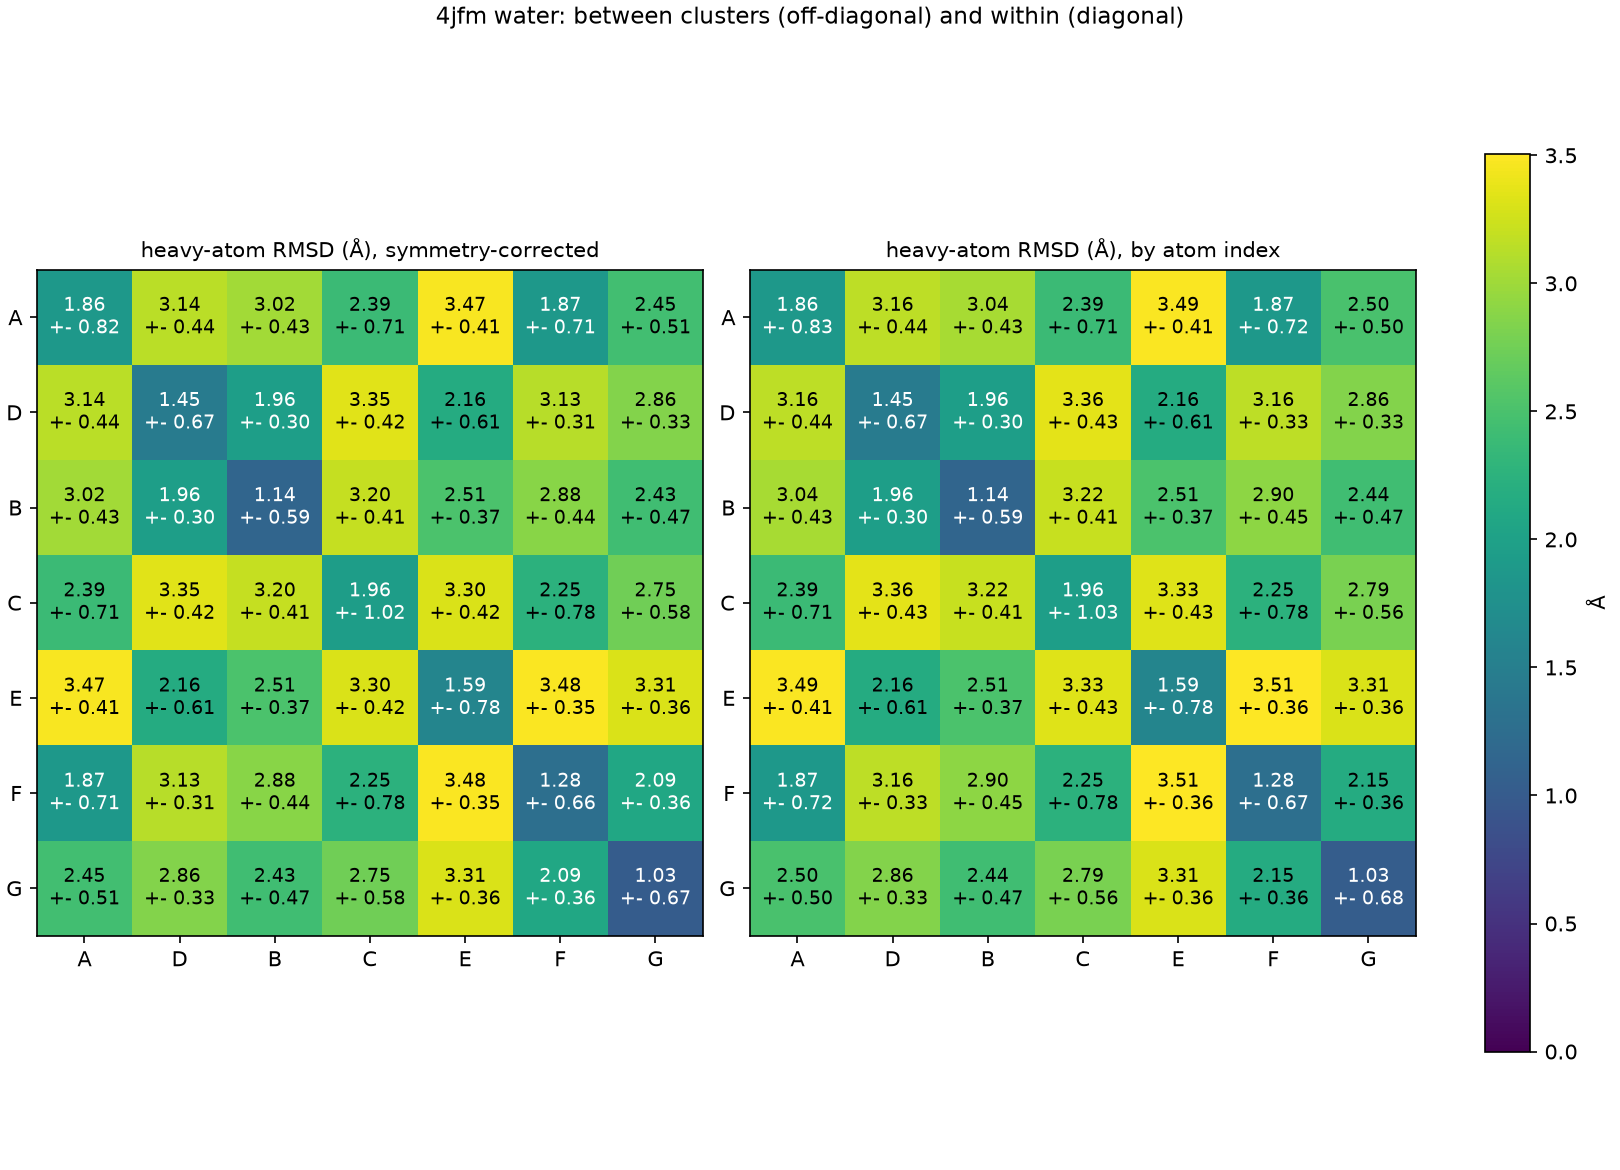 4jfm water: between clusters (off-diagonal) and within (diagonal)
heavy-atom RMSD (Å), symmetry-corrected
A 1.86 3.14 3.02 2.39 3.47 1.87 2.45
+- 0.82 +- 0.44 +- 0.43 +- 0.71 +- 0.41 +- 0.71 +- 0.51
D 3.14 1.45 1.96 3.35 2.16 3.13 2.86
+- 0.44 +- 0.67 +- 0.30 +- 0.42 +- 0.61 +- 0.31 +- 0.33
B 3.02 1.96 1.14 3.20 2.51 2.88 2.43
+- 0.43 +- 0.30 +- 0.59 +- 0.41 +- 0.37 +- 0.44 +- 0.47
C 2.39 3.35 3.20 1.96 3.30 2.25 2.75
+- 0.71 +- 0.42 +- 0.41 +- 1.02 +- 0.42 +- 0.78 +- 0.58
E 3.47 2.16 2.51 3.30 1.59 3.48 3.31
+- 0.41 +- 0.61 +- 0.37 +- 0.42 +- 0.78 +- 0.35 +- 0.36
F 1.87 3.13 2.88 2.25 3.48 1.28 2.09
+- 0.71 +- 0.31 +- 0.44 +- 0.78 +- 0.35 +- 0.66 +- 0.36
G 2.45 2.86 2.43 2.75 3.31 2.09 1.03
+- 0.51 +- 0.33 +- 0.47 +- 0.58 +- 0.36 +- 0.36 +- 0.67
A D B C E F G
heavy-atom RMSD (Å), by atom index
A 1.86 3.16 3.04 2.39 3.49 1.87 2.50
+- 0.83 +- 0.44 +- 0.43 +- 0.71 +- 0.41 +- 0.72 +- 0.50
D 3.16 1.45 1.96 3.36 2.16 3.16 2.86
+- 0.44 +- 0.67 +- 0.30 +- 0.43 +- 0.61 +- 0.33 +- 0.33
B 3.04 1.96 1.14 3.22 2.51 2.90 2.44
+- 0.43 +- 0.30 +- 0.59 +- 0.41 +- 0.37 +- 0.45 +- 0.47
C 2.39 3.36 3.22 1.96 3.33 2.25 2.79
+- 0.71 +- 0.43 +- 0.41 +- 1.03 +- 0.43 +- 0.78 +- 0.56
E 3.49 2.16 2.51 3.33 1.59 3.51 3.31
+- 0.41 +- 0.61 +- 0.37 +- 0.43 +- 0.78 +- 0.36 +- 0.36
F 1.87 3.16 2.90 2.25 3.51 1.28 2.15
+- 0.72 +- 0.33 +- 0.45 +- 0.78 +- 0.36 +- 0.67 +- 0.36
G 2.50 2.86 2.44 2.79 3.31 2.15 1.03
+- 0.50 +- 0.33 +- 0.47 +- 0.56 +- 0.36 +- 0.36 +- 0.68
A D B C E F G
3.5
3.0
2.5
2.0
1.5
1.0
0.5
0.0
Å